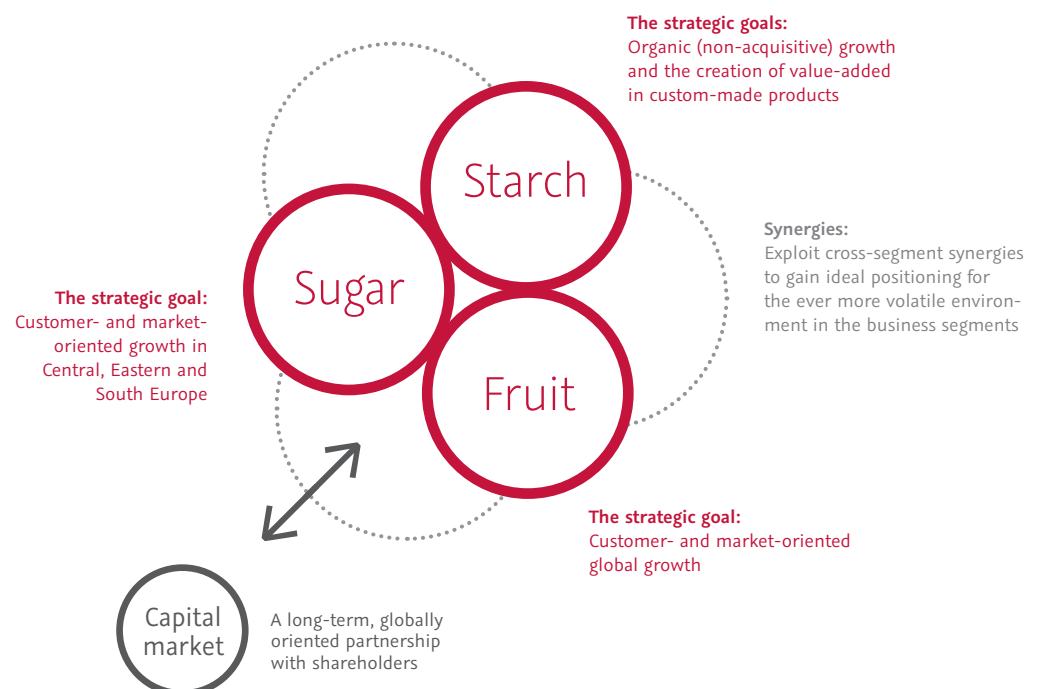 The strategic goals:
Organic (non-acquisitive) growth
and the creation of value-added
in custom-made products
Starch
Synergies:
Exploit cross-segment synergies
to gain ideal positioning for
the ever more volatile environ-
ment in the business segments
Sugar
The strategic goal:
Customer- and market-
oriented growth in
Central, Eastern and
South Europe
Fruit
The strategic goal:
Customer- and market-oriented
global growth
Capital
market
A long-term, globally
oriented partnership
with shareholders